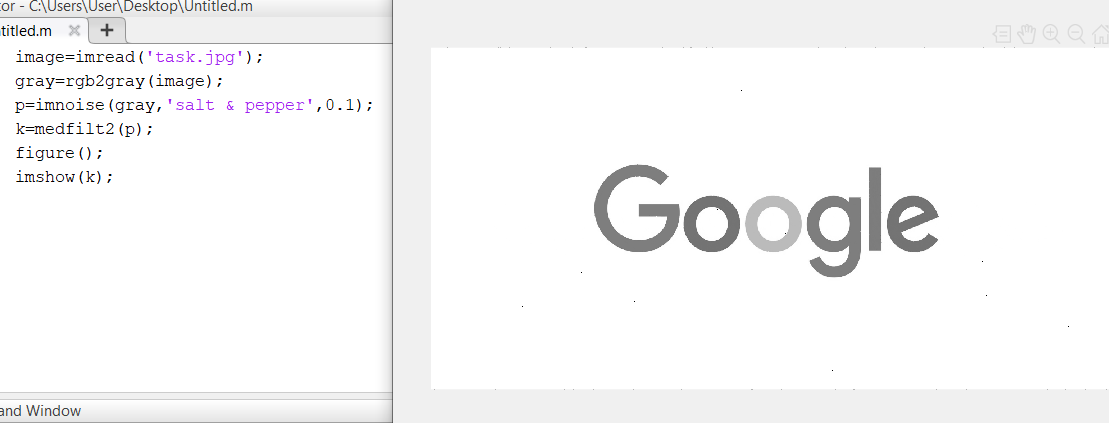 tor - C:\Users\User\Desktop\Untitled.m
ntitled.m
image=imread('task.jpg');
gray=rgb2gray(image);
p=imnoise(gray,'salt & pepper',0.1);
k=medfilt2(p);
figure();
imshow(k);
and Window
Google